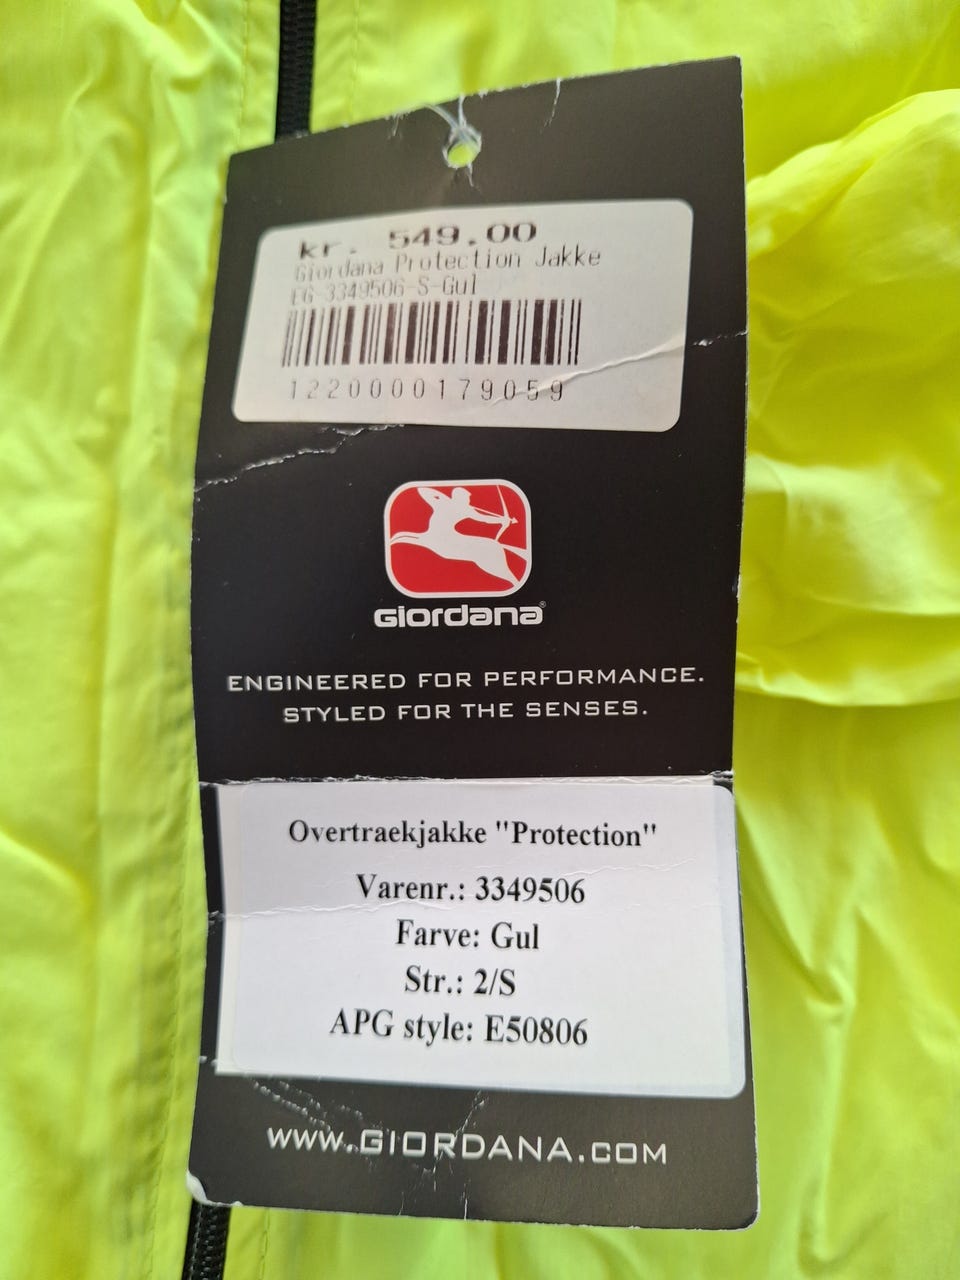 kr. 549.00
Giordana Protection Jakke
EG-3349506-S-Gul
1220000179059
GIORDANA®
ENGINEERED FOR PERFORMANCE.
STYLED FOR THE SENSES.
Overtraekjakke "Protection"
Varenr.: 3349506
Farve: Gul
Str.: 2/S
APG style: E50806
WWW.GIORDANA.COM